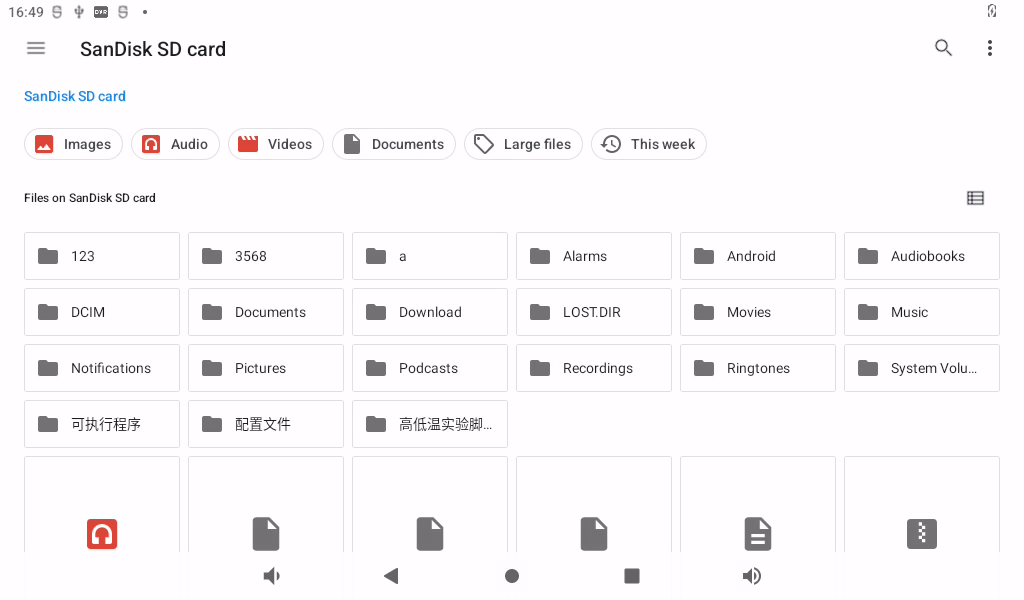 16:49
SanDisk SD card
SanDisk SD card
Images Audio Videos Documents Large files This week
Files on SanDisk SD card
123 3568 a Alarms Android Audiobooks
DCIM Documents Download LOST.DIR Movies Music
Notifications Pictures Podcasts Recordings Ringtones System Volu...
可执行程序 配置文件 高低温实验脚...